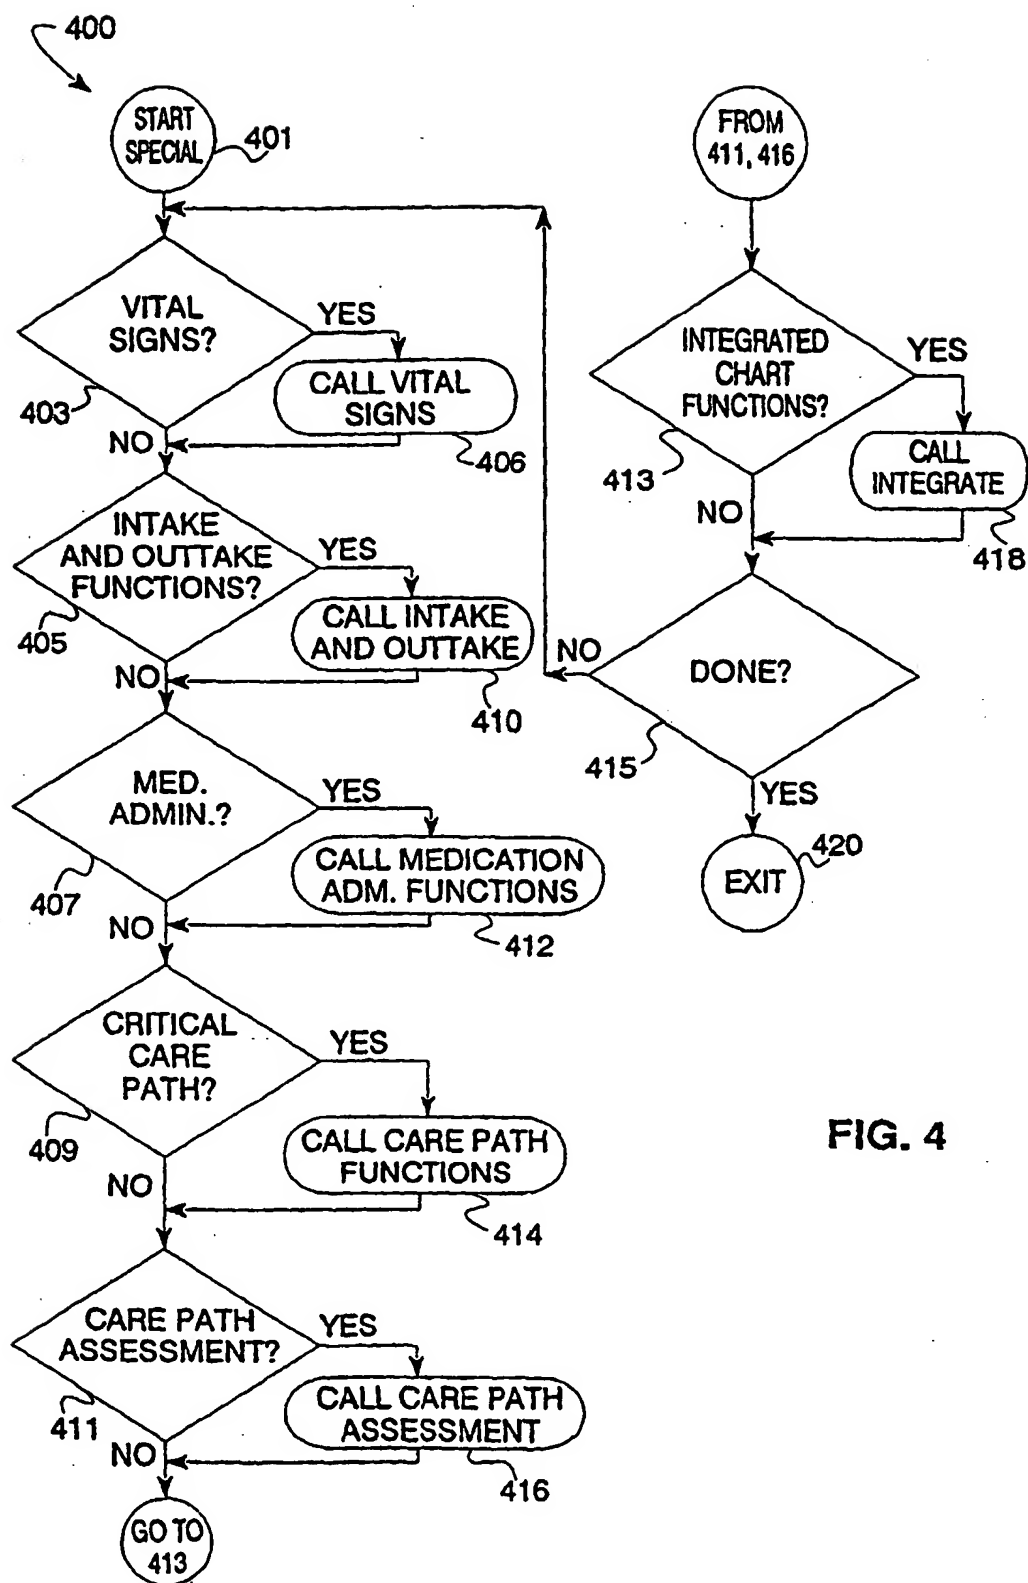 400
START
SPECIAL
401
VITAL
SIGNS?
YES
403
CALL VITAL
SIGNS
NO
406
INTAKE
AND OUTTAKE
FUNCTIONS?
YES
405
CALL INTAKE
AND OUTTAKE
NO
410
MED.
ADMIN.?
YES
407
CALL MEDICATION
ADM. FUNCTIONS
NO
412
CRITICAL
CARE
PATH?
YES
409
CALL CARE PATH
FUNCTIONS
NO
414
CARE PATH
ASSESSMENT?
YES
411
CALL CARE PATH
ASSESSMENT
NO
416
GO TO
413
FROM
411, 416
INTEGRATED
CHART
FUNCTIONS?
YES
413
CALL
INTEGRATE
NO
418
DONE?
NO
415
YES
EXIT
420
FIG. 4